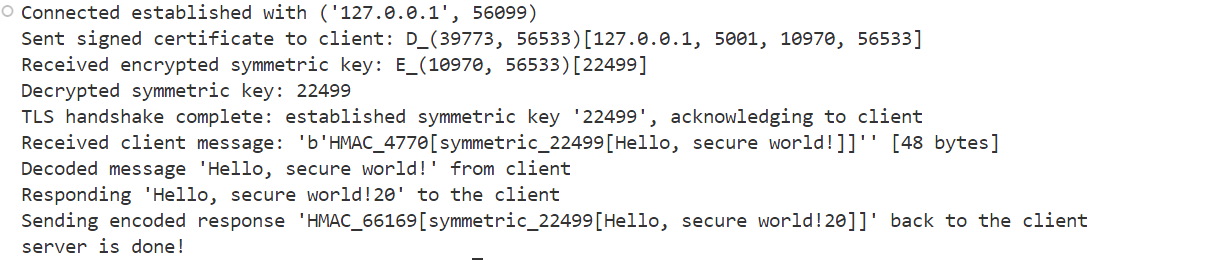 Connected established with ('127.0.0.1', 56099)
Sent signed certificate to client: D_(39773, 56533)[127.0.0.1, 5001, 10970, 56533]
Received encrypted symmetric key: E_(10970, 56533)[22499]
Decrypted symmetric key: 22499
TLS handshake complete: established symmetric key '22499', acknowledging to client
Received client message: 'b'HMAC_4770[symmetric_22499[Hello, secure world!]]'' [48 bytes]
Decoded message 'Hello, secure world!' from client
Responding 'Hello, secure world!20' to the client
Sending encoded response 'HMAC_66169[symmetric_22499[Hello, secure world!20]]' back to the client
server is done!